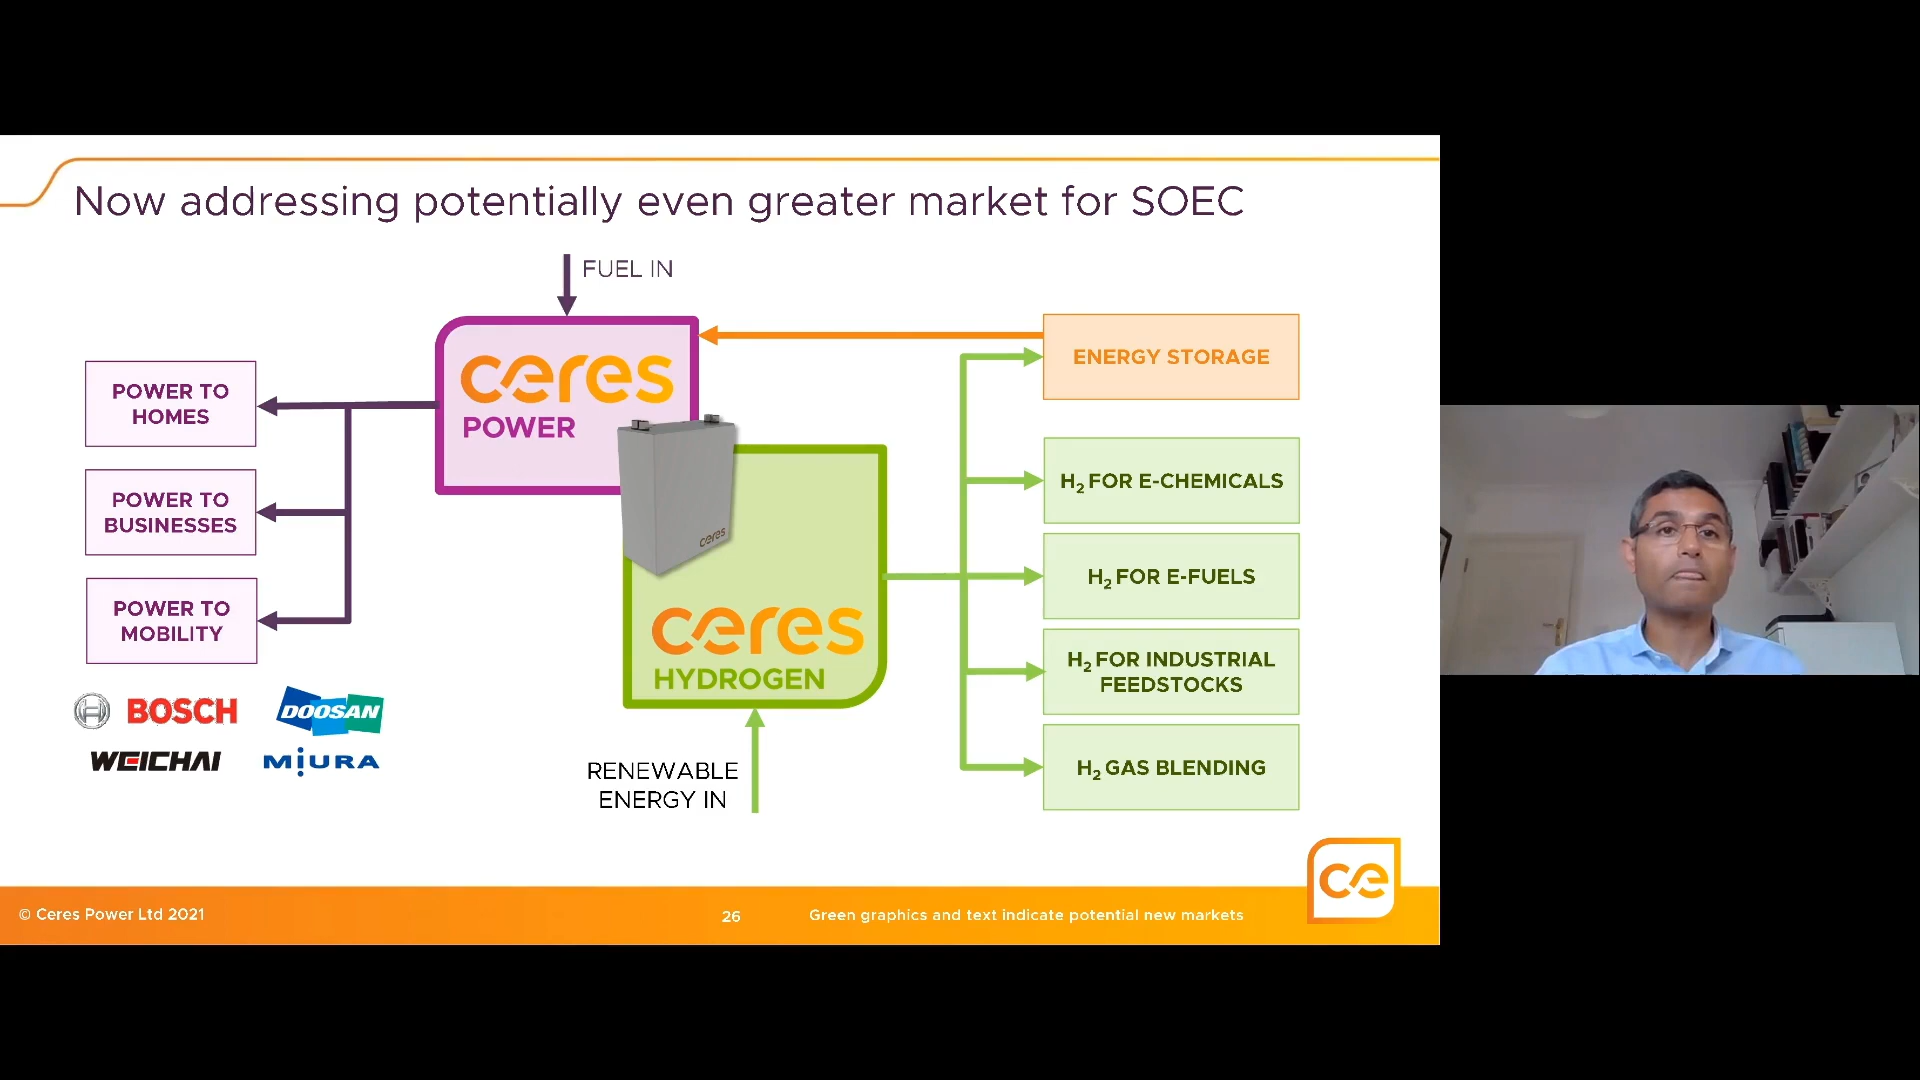 Now addressing potentially even greater market for SOEC
FUEL IN
ceres
POWER
POWER TO
HOMES
POWER TO
BUSINESSES
POWER TO
MOBILITY
BOSCH
DOOSAN
WEICHAI
MIURA
ceres
ceres
HYDROGEN
RENEWABLE
ENERGY IN
ENERGY STORAGE
H₂ FOR E-CHEMICALS
H₂ FOR E-FUELS
H₂ FOR INDUSTRIAL
FEEDSTOCKS
H₂ GAS BLENDING
ce
© Ceres Power Ltd 2021
26
Green graphics and text indicate potential new markets